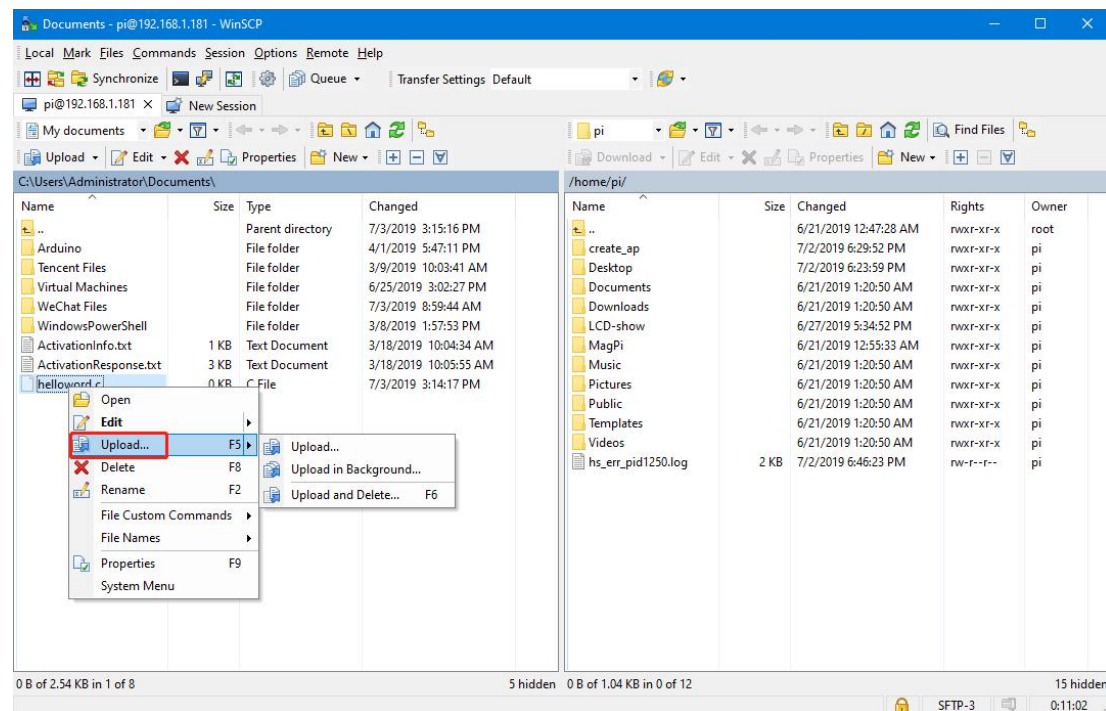 Documents - pi@192.168.1.181 - WinSCP
Local Mark Files Commands Session Options Remote Help
Synchronize Queue Transfer Settings Default
pi@192.168.1.181 × New Session
My documents pi Find Files
Upload Edit Properties New Download Edit Properties New
C:\Users\Administrator\Documents\ /home/pi/
Name Size Type Changed Name Size Changed Rights Owner
.. Parent directory 7/3/2019 3:15:16 PM .. 6/21/2019 12:47:28 AM rwxr-xr-x root
Arduino File folder 4/1/2019 5:47:11 PM create_ap 7/2/2019 6:29:52 PM rwxr-xr-x pi
Tencent Files File folder 3/9/2019 10:03:41 AM Desktop 7/2/2019 6:23:59 PM rwxr-xr-x pi
Virtual Machines File folder 6/25/2019 3:02:27 PM Documents 6/21/2019 1:20:50 AM rwxr-xr-x pi
WeChat Files File folder 7/3/2019 8:59:44 AM Downloads 6/21/2019 1:20:50 AM rwxr-xr-x pi
WindowsPowerShell File folder 3/8/2019 1:57:53 PM LCD-show 6/27/2019 5:34:52 PM rwxr-xr-x pi
ActivationInfo.txt 1 KB Text Document 3/18/2019 10:04:34 AM MagPi 6/21/2019 12:55:33 AM rwxr-xr-x pi
ActivationResponse.txt 3 KB Text Document 3/18/2019 10:05:55 AM Music 6/21/2019 1:20:50 AM rwxr-xr-x pi
helloword.c 0 KB C File 7/3/2019 3:14:17 PM Pictures 6/21/2019 1:20:50 AM rwxr-xr-x pi
Open Public 6/21/2019 1:20:50 AM rwxr-xr-x pi
Edit Templates 6/21/2019 1:20:50 AM rwxr-xr-x pi
Upload... F5 Upload... Videos 6/21/2019 1:20:50 AM rwxr-xr-x pi
Delete F8 Upload in Background... hs_err_pid1250.log 2 KB 7/2/2019 6:46:23 PM rw-r--r-- pi
Rename F2 Upload and Delete... F6
File Custom Commands
File Names
Properties F9
System Menu
0 B of 2.54 KB in 1 of 8 5 hidden 0 B of 1.04 KB in 0 of 12 15 hidden
SFTP-3 0:11:02